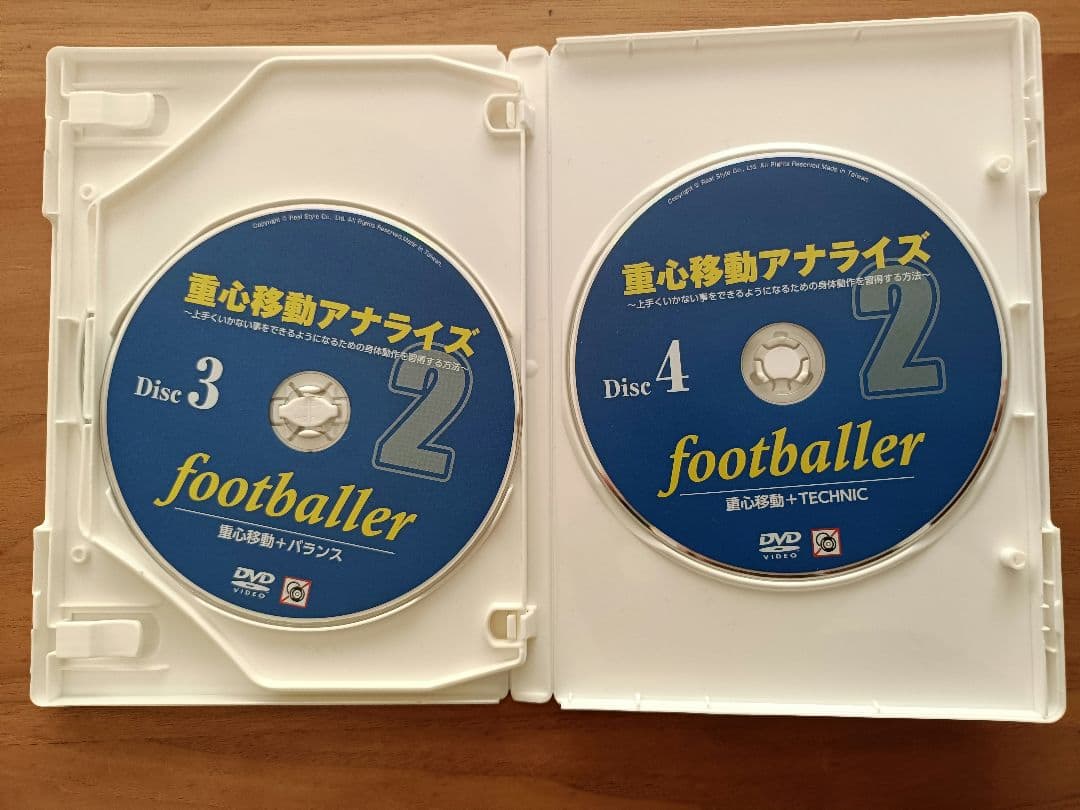 Copyright © Real Style Co., Ltd. All Rights Reserved.Made in Taiwan.
重心移動アナライズ
～上手くいかない事をできるようになるための身体動作を習得する方法～
2
Disc 3
footballer
重心移動＋バランス
DVD
VIDEO
Copyright © Real Style Co., Ltd. All Rights Reserved.Made in Taiwan.
重心移動アナライズ
～上手くいかない事をできるようになるための身体動作を習得する方法～
2
Disc 4
footballer
重心移動＋TECHNIC
DVD
VIDEO